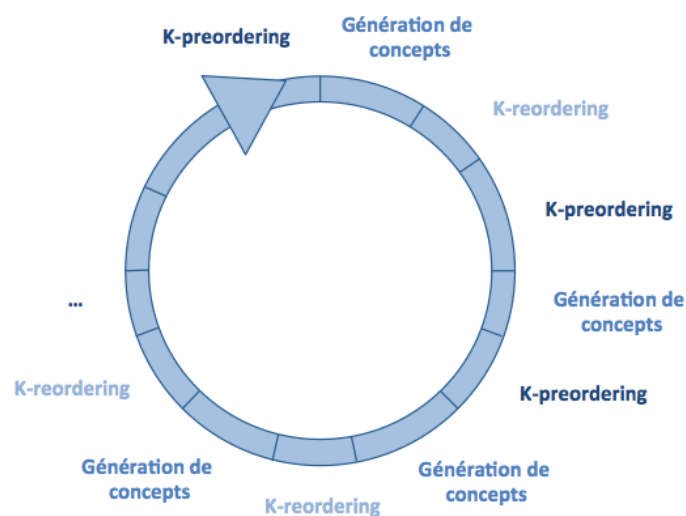 K-preordering
Génération de
concepts
K-reordering
K-preordering
Génération de
concepts
K-preordering
Génération de
concepts
K-reordering
Génération de
concepts
K-reordering
...